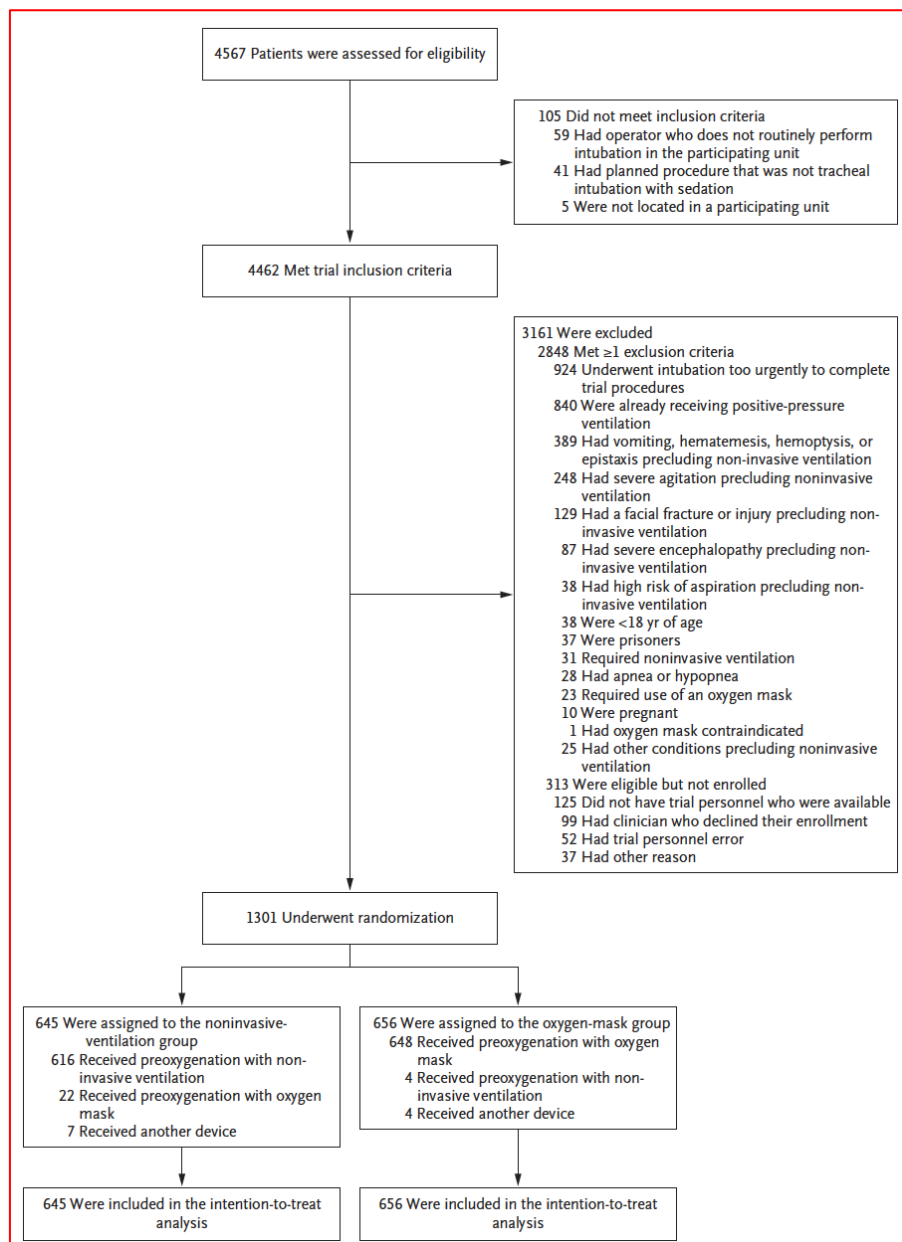 4567 Patients were assessed for eligibility
105 Did not meet inclusion criteria
59 Had operator who does not routinely perform
intubation in the participating unit
41 Had planned procedure that was not tracheal
intubation with sedation
5 Were not located in a participating unit
4462 Met trial inclusion criteria
3161 Were excluded
2848 Met ≥1 exclusion criteria
924 Underwent intubation too urgently to complete
trial procedures
840 Were already receiving positive-pressure
ventilation
389 Had vomiting, hematemesis, hemoptysis, or
epistaxis precluding non-invasive ventilation
248 Had severe agitation precluding noninvasive
ventilation
129 Had a facial fracture or injury precluding non-
invasive ventilation
87 Had severe encephalopathy precluding non-
invasive ventilation
38 Had high risk of aspiration precluding non-
invasive ventilation
38 Were <18 yr of age
37 Were prisoners
31 Required noninvasive ventilation
28 Had apnea or hypopnea
23 Required use of an oxygen mask
10 Were pregnant
1 Had oxygen mask contraindicated
25 Had other conditions precluding noninvasive
ventilation
313 Were eligible but not enrolled
125 Did not have trial personnel who were available
99 Had clinician who declined their enrollment
52 Had trial personnel error
37 Had other reason
1301 Underwent randomization
645 Were assigned to the noninvasive-
ventilation group
616 Received preoxygenation with non-
invasive ventilation
22 Received preoxygenation with oxygen
mask
7 Received another device
656 Were assigned to the oxygen-mask group
648 Received preoxygenation with oxygen
mask
4 Received preoxygenation with non-
invasive ventilation
4 Received another device
645 Were included in the intention-to-treat
analysis
656 Were included in the intention-to-treat
analysis